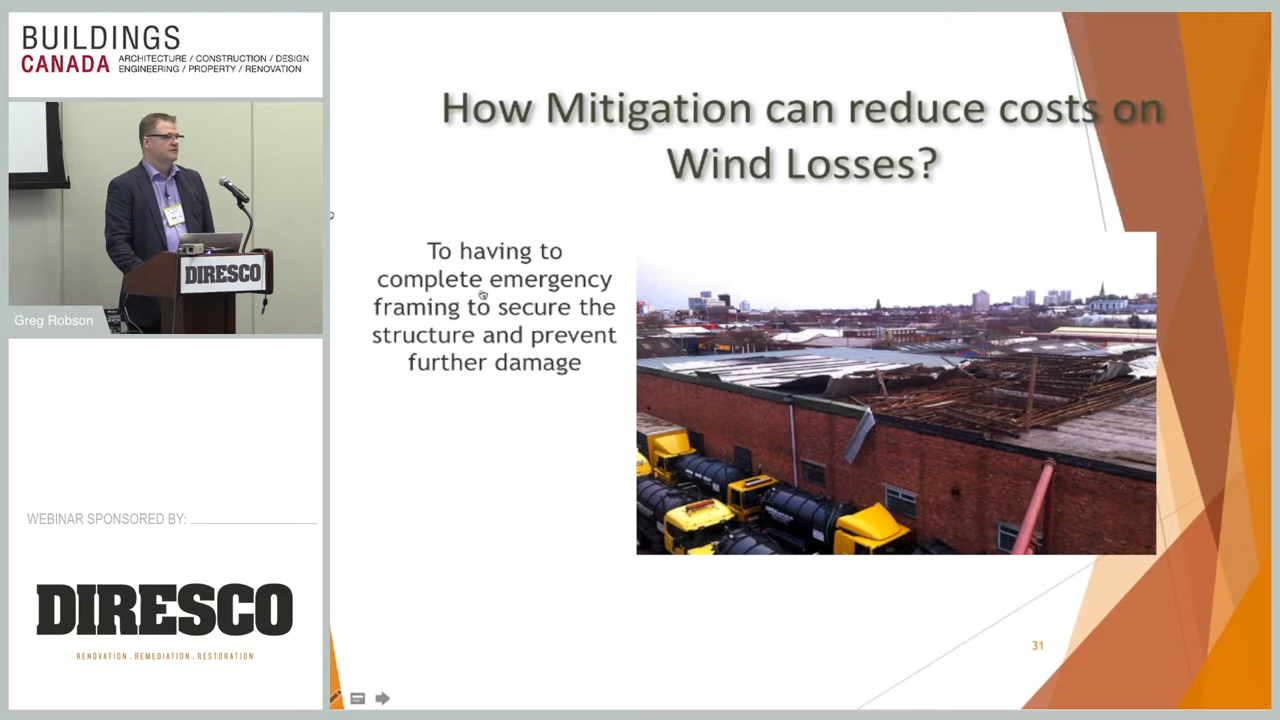 BUILDINGS
CANADA
ARCHITECTURE / CONSTRUCTION / DESIGN
ENGINEERING / PROPERTY / RENOVATION
DIRESCO
Greg Robson
WEBINAR SPONSORED BY:
DIRESCO
RENOVATION . REMEDIATION . RESTORATION
How Mitigation can reduce costs on
Wind Losses?
To having to
complete emergency
framing to secure the
structure and prevent
further damage
31